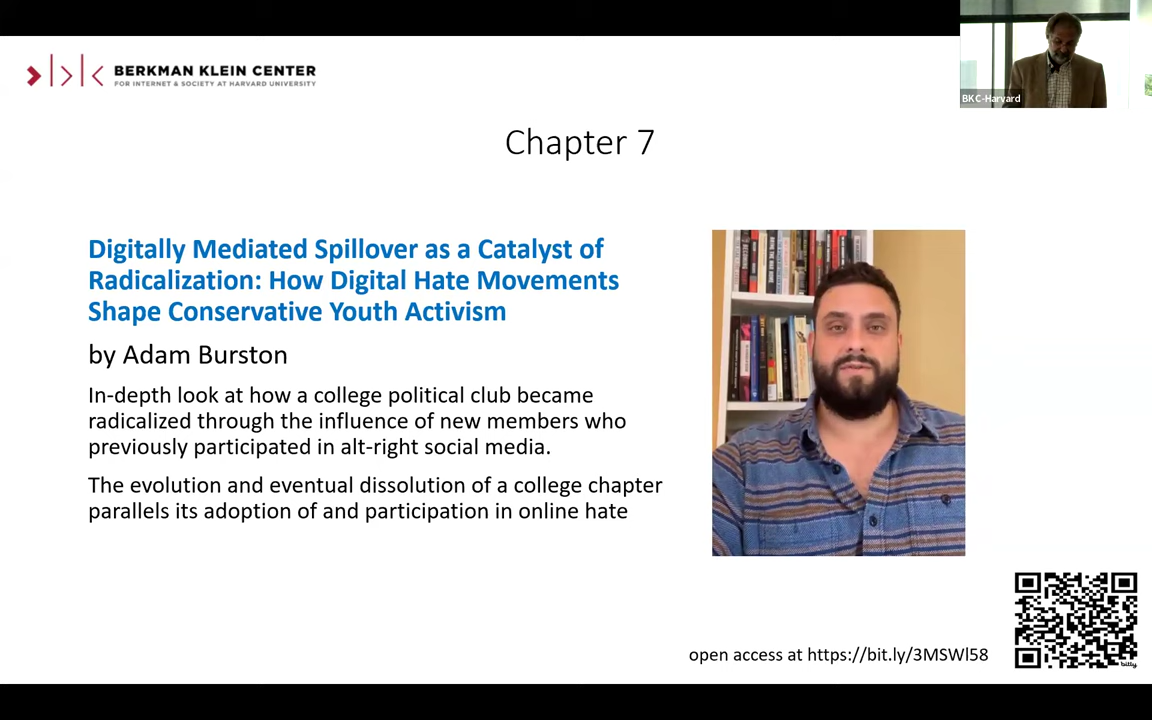 BERKMAN KLEIN CENTER
FOR INTERNET & SOCIETY AT HARVARD UNIVERSITY
BKC-Harvard
Chapter 7
Digitally Mediated Spillover as a Catalyst of
Radicalization: How Digital Hate Movements
Shape Conservative Youth Activism
by Adam Burston
In-depth look at how a college political club became
radicalized through the influence of new members who
previously participated in alt-right social media.
The evolution and eventual dissolution of a college chapter
parallels its adoption of and participation in online hate
open access at https://bit.ly/3MSWl58
bitly